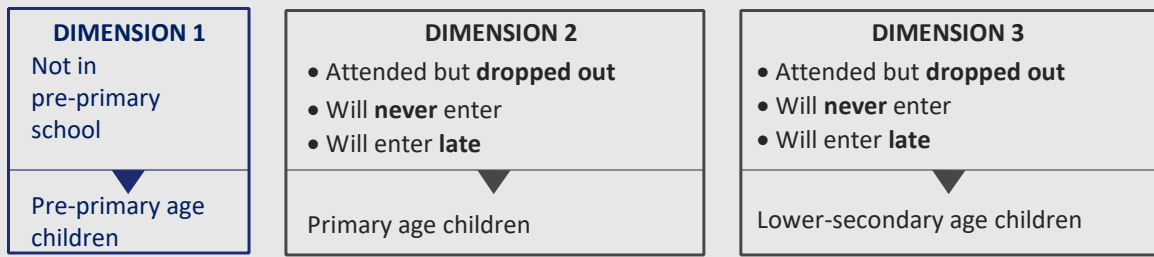 DIMENSION 1
Not in
pre-primary
school
Pre-primary age
children
DIMENSION 2
• Attended but dropped out
• Will never enter
• Will enter late
Primary age children
DIMENSION 3
• Attended but dropped out
• Will never enter
• Will enter late
Lower-secondary age children